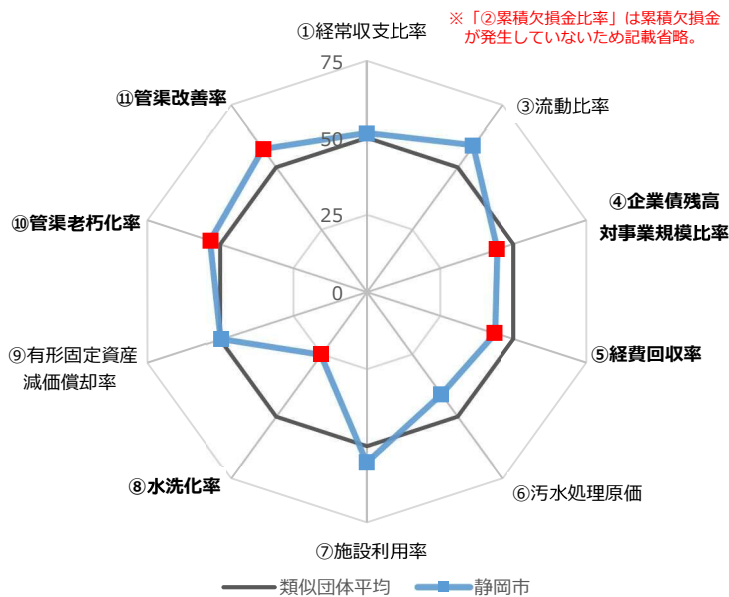 ①経常収支比率
※「②累積欠損金比率」は累積欠損金
が発生していないため記載省略。
75
⑪管渠改善率
③流動比率
50
④企業債残高
対事業規模比率
⑩管渠老朽化率
25
0
⑨有形固定資産
減価償却率
⑤経費回収率
⑧水洗化率
⑥汚水処理原価
⑦施設利用率
類似団体平均
静岡市